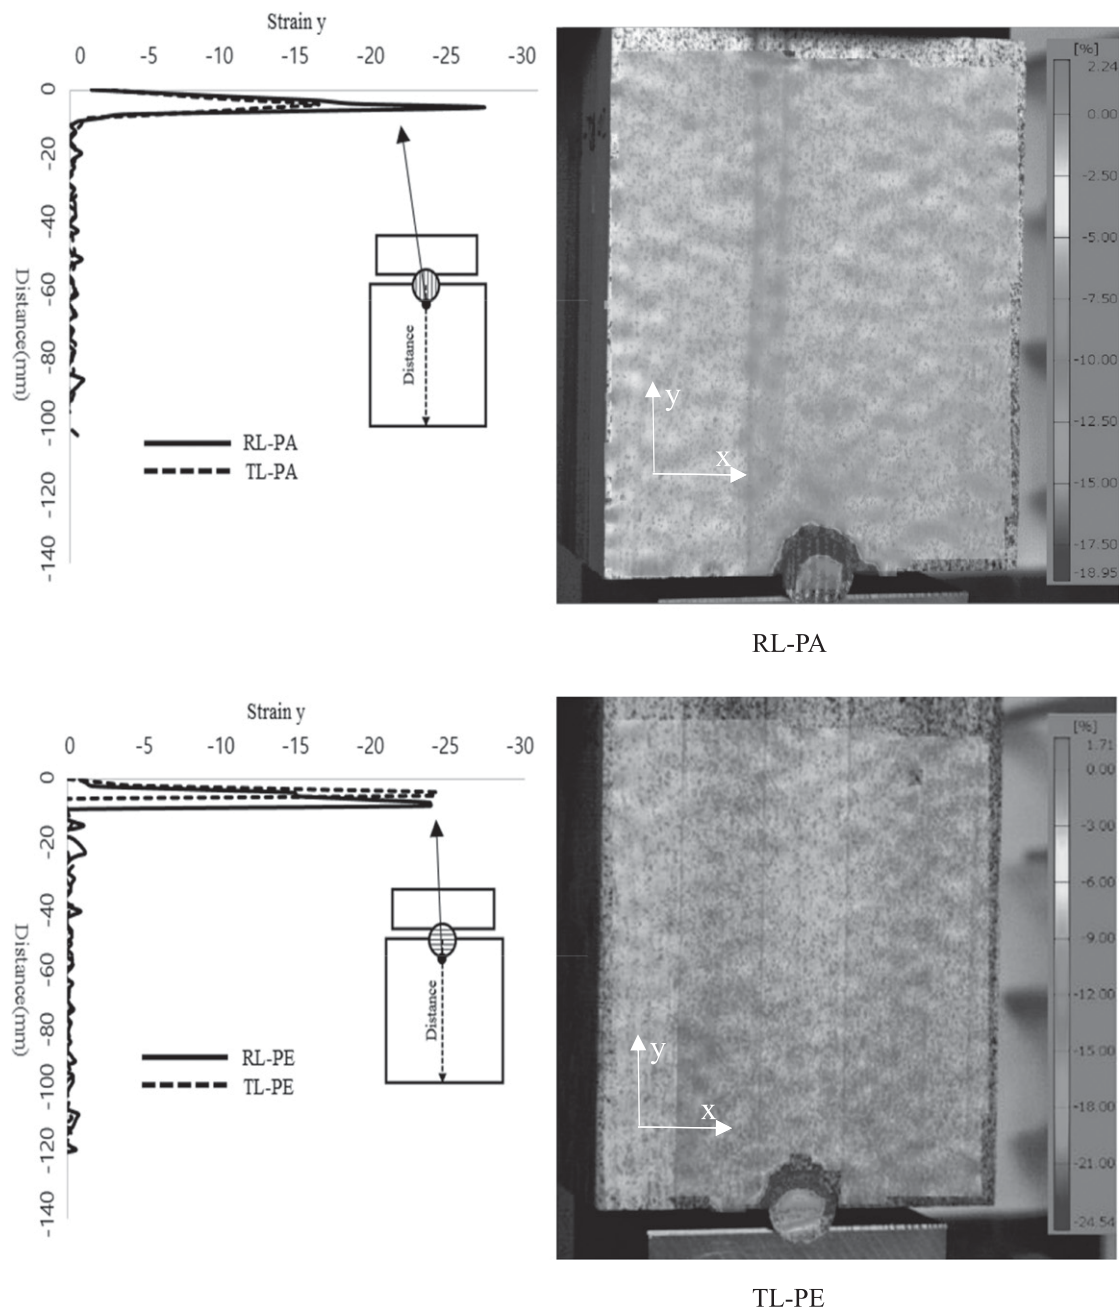 Strain y
0 -5 -10 -15 -20 -25 -30
0
-20
-40
-60
-80
-100
-120
-140
Distance(mm)
Distance
RL-PA
TL-PA
[%]
2.24
0.00
-2.50
-5.00
-7.50
-10.00
-12.50
-15.00
-17.50
-18.95
y
x
RL-PA
Strain y
0 -5 -10 -15 -20 -25 -30
0
-20
-40
-60
-80
-100
-120
-140
Distance(mm)
Distance
RL-PE
TL-PE
[%]
1.71
0.00
-3.00
-6.00
-9.00
-12.00
-15.00
-18.00
-21.00
-24.54
y
x
TL-PE